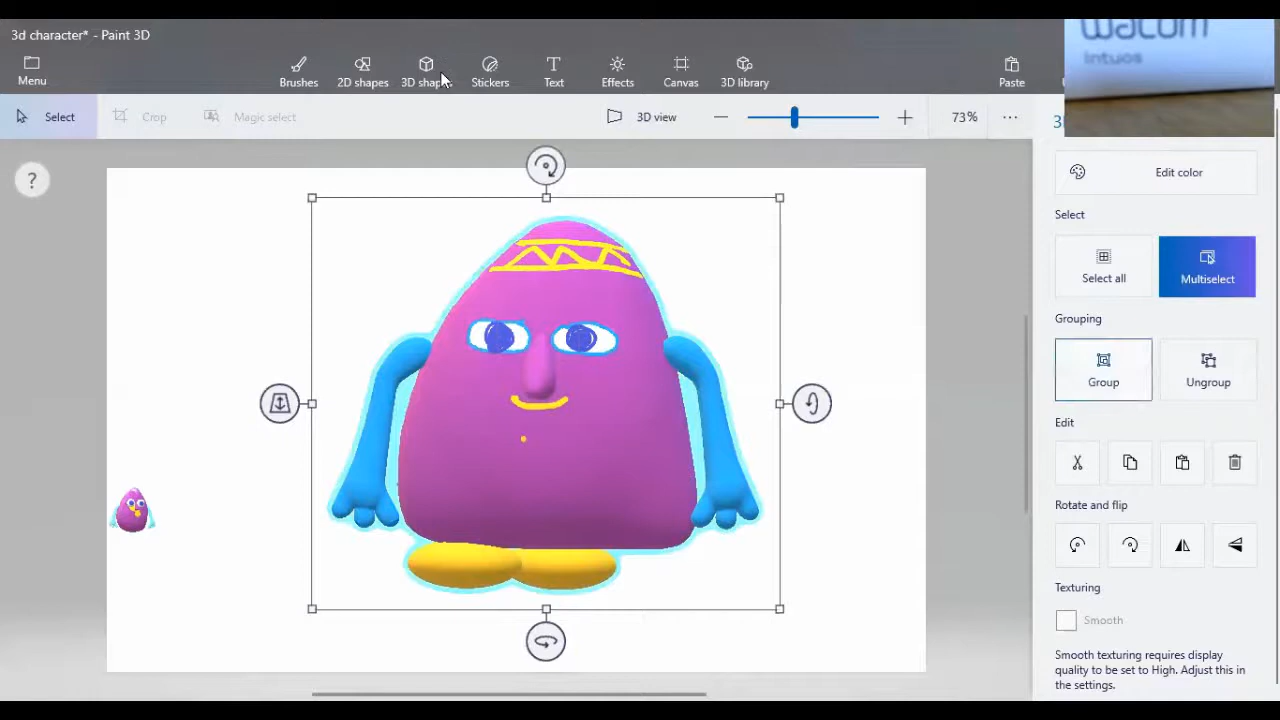 3d character* - Paint 3D
wacom
Intuos
Menu
Brushes
2D shapes
3D shapes
Stickers
Text
Effects
Canvas
3D library
Paste
Select
Crop
Magic select
3D view
73%
?
Edit color
Select
Select all
Multiselect
Grouping
Group
Ungroup
Edit
Rotate and flip
Texturing
Smooth
Smooth texturing requires display
quality to be set to High. Adjust this in
the settings.